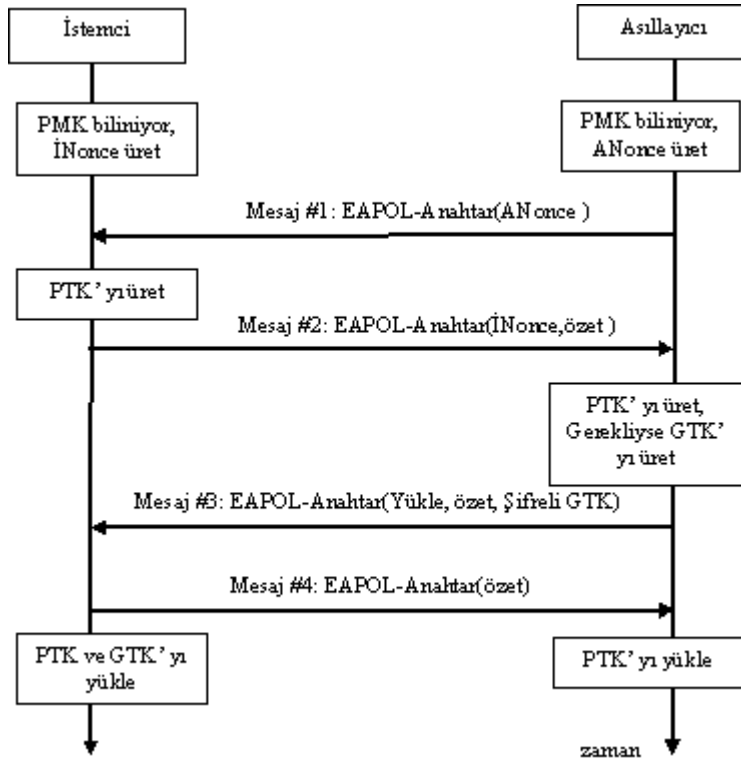 İstemci
Asıllayıcı
PMK biliniyor,
İNonce üret
PMK biliniyor,
ANonce üret
Mesaj #1: EAPOL-Anahtar(ANonce )
PTK' yı üret
Mesaj #2: EAPOL-Anahtar(İNonce,özet )
PTK' yı üret,
Gerekliyse GTK'
yı üret
Mesaj #3: EAPOL-Anahtar(Yükle, özet, Şifreli GTK)
Mesaj #4: EAPOL-Anahtar(özet)
PTK ve GTK' yı
yükle
PTK' yı yükle
zaman